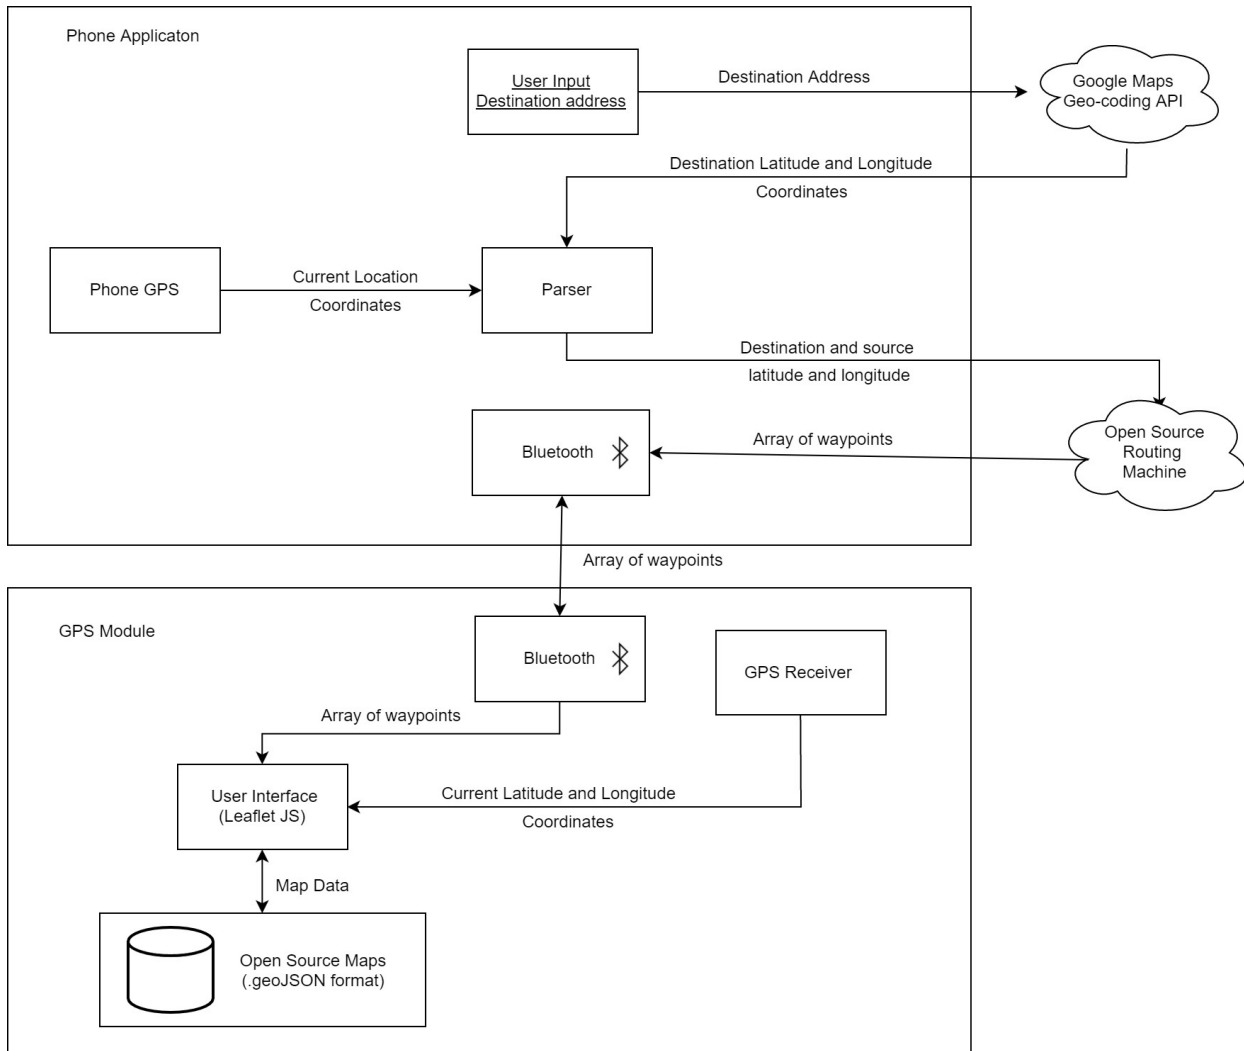 Phone Applicaton
User Input
Destination address
Destination Address
Google Maps
Geo-coding API
Destination Latitude and Longitude
Coordinates
Phone GPS
Current Location
Coordinates
Parser
Destination and source
latitude and longitude
Bluetooth
Array of waypoints
Open Source
Routing
Machine
Array of waypoints
GPS Module
Bluetooth
GPS Receiver
Array of waypoints
User Interface
(Leaflet JS)
Current Latitude and Longitude
Coordinates
Map Data
Open Source Maps
(.geoJSON format)